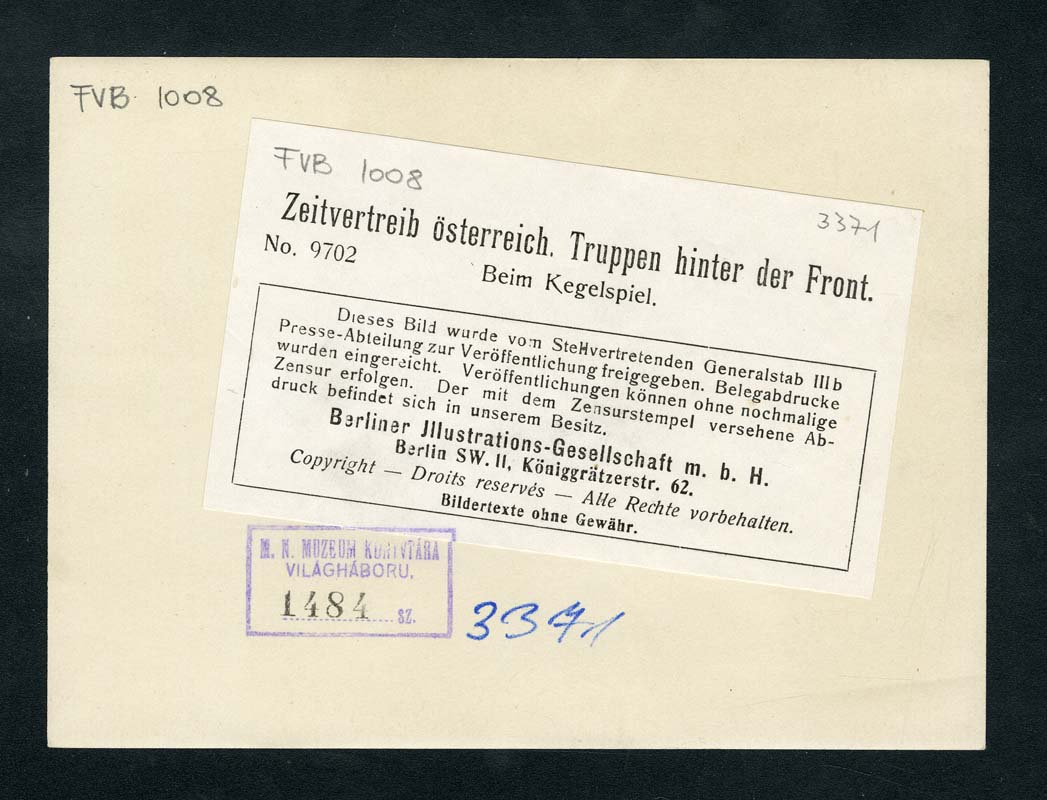 FVB 1008
FVB 1008
3371
Zeitvertreib österreich. Truppen hinter der Front.
No. 9702
Beim Kegelspiel.
Dieses Bild wurde vom Stellvertretenden Generalstab IIIb
Presse-Abteilung zur Veröffentlichung freigegeben. Belegabdrucke
wurden eingereicht. Veröffentlichungen können ohne nochmalige
Zensur erfolgen. Der mit dem Zensurstempel versehene Ab-
druck befindet sich in unserem Besitz.
Berliner Jllustrations-Gesellschaft m. b. H.
Berlin SW. 11, Königgrätzerstr. 62.
Copyright — Droits reservés — Alle Rechte vorbehalten.
Bildertexte ohne Gewähr.
M. N. MUZEUM KÖNYVTÁRA
VILÁGHÁBORU.
1484 sz.
3371